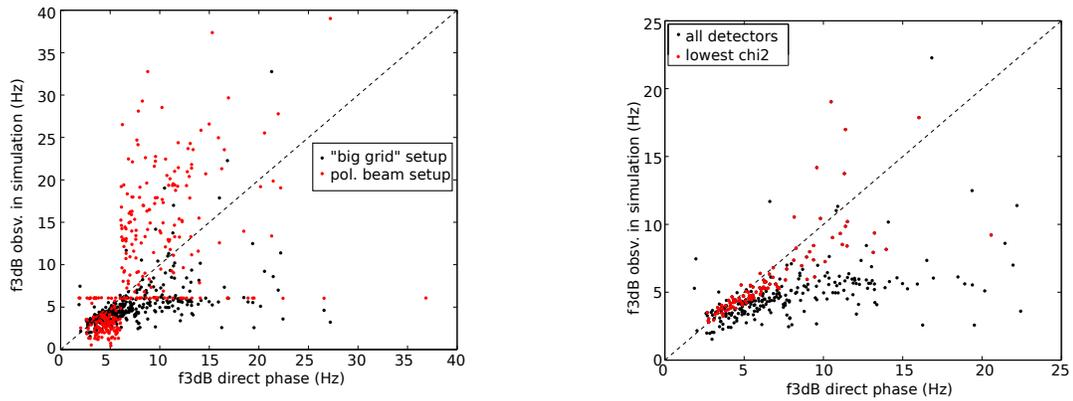 40
35
30
25
20
15
10
5
0
f3dB obsv. in simulation (Hz)
"big grid" setup
pol. beam setup
0 5 10 15 20 25 30 35 40
f3dB direct phase (Hz)
25
20
15
10
5
0
f3dB obsv. in simulation (Hz)
all detectors
lowest chi2
0 5 10 15 20 25
f3dB direct phase (Hz)